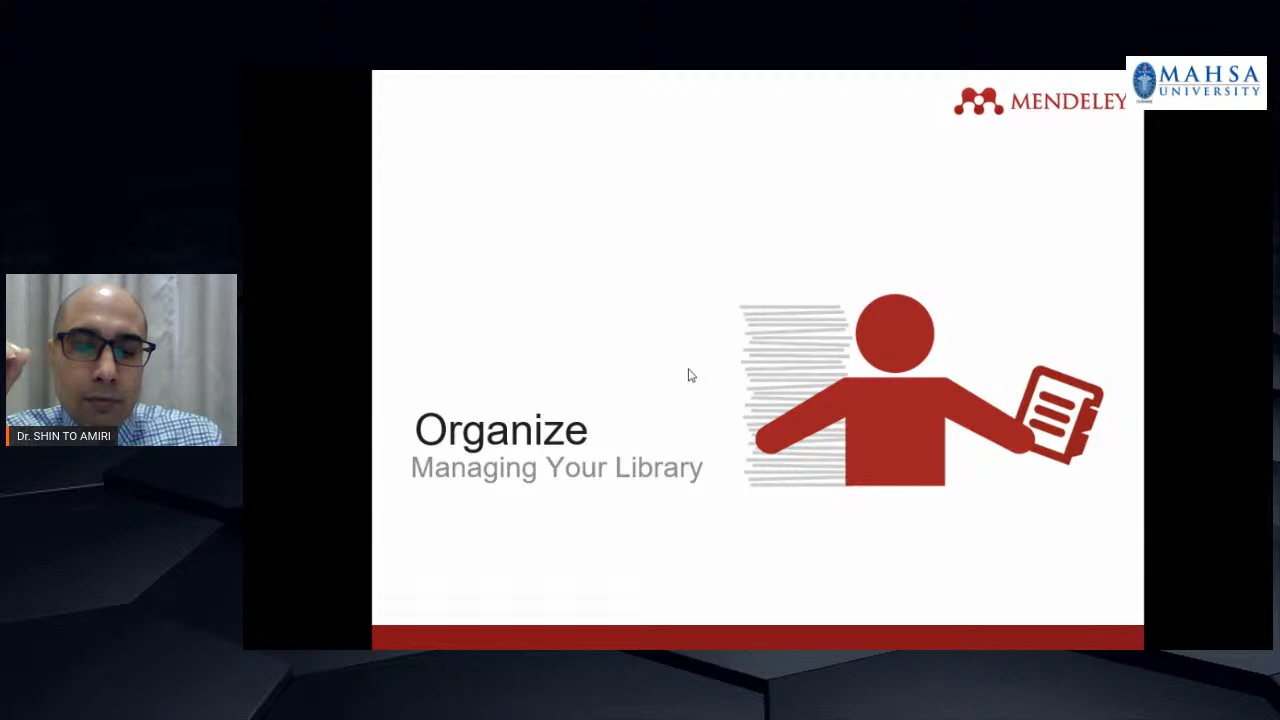 MENDELEY
MAHSA
UNIVERSITY
Organize
Managing Your Library
Dr. SHIN TO AMIRI